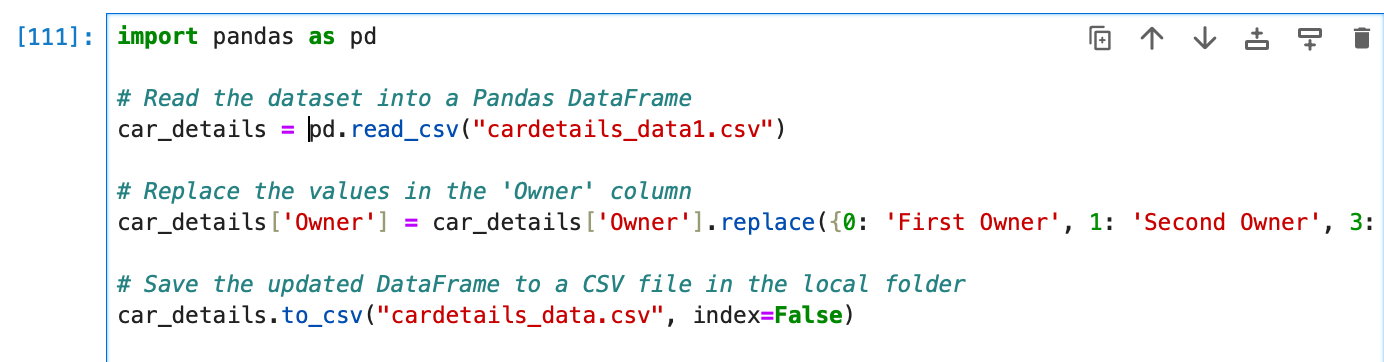 [111]:
import pandas as pd
# Read the dataset into a Pandas DataFrame
car_details = pd.read_csv("cardetails_data1.csv")
# Replace the values in the 'Owner' column
car_details['Owner'] = car_details['Owner'].replace({0: 'First Owner', 1: 'Second Owner', 3:
# Save the updated DataFrame to a CSV file in the local folder
car_details.to_csv("cardetails_data.csv", index=False)